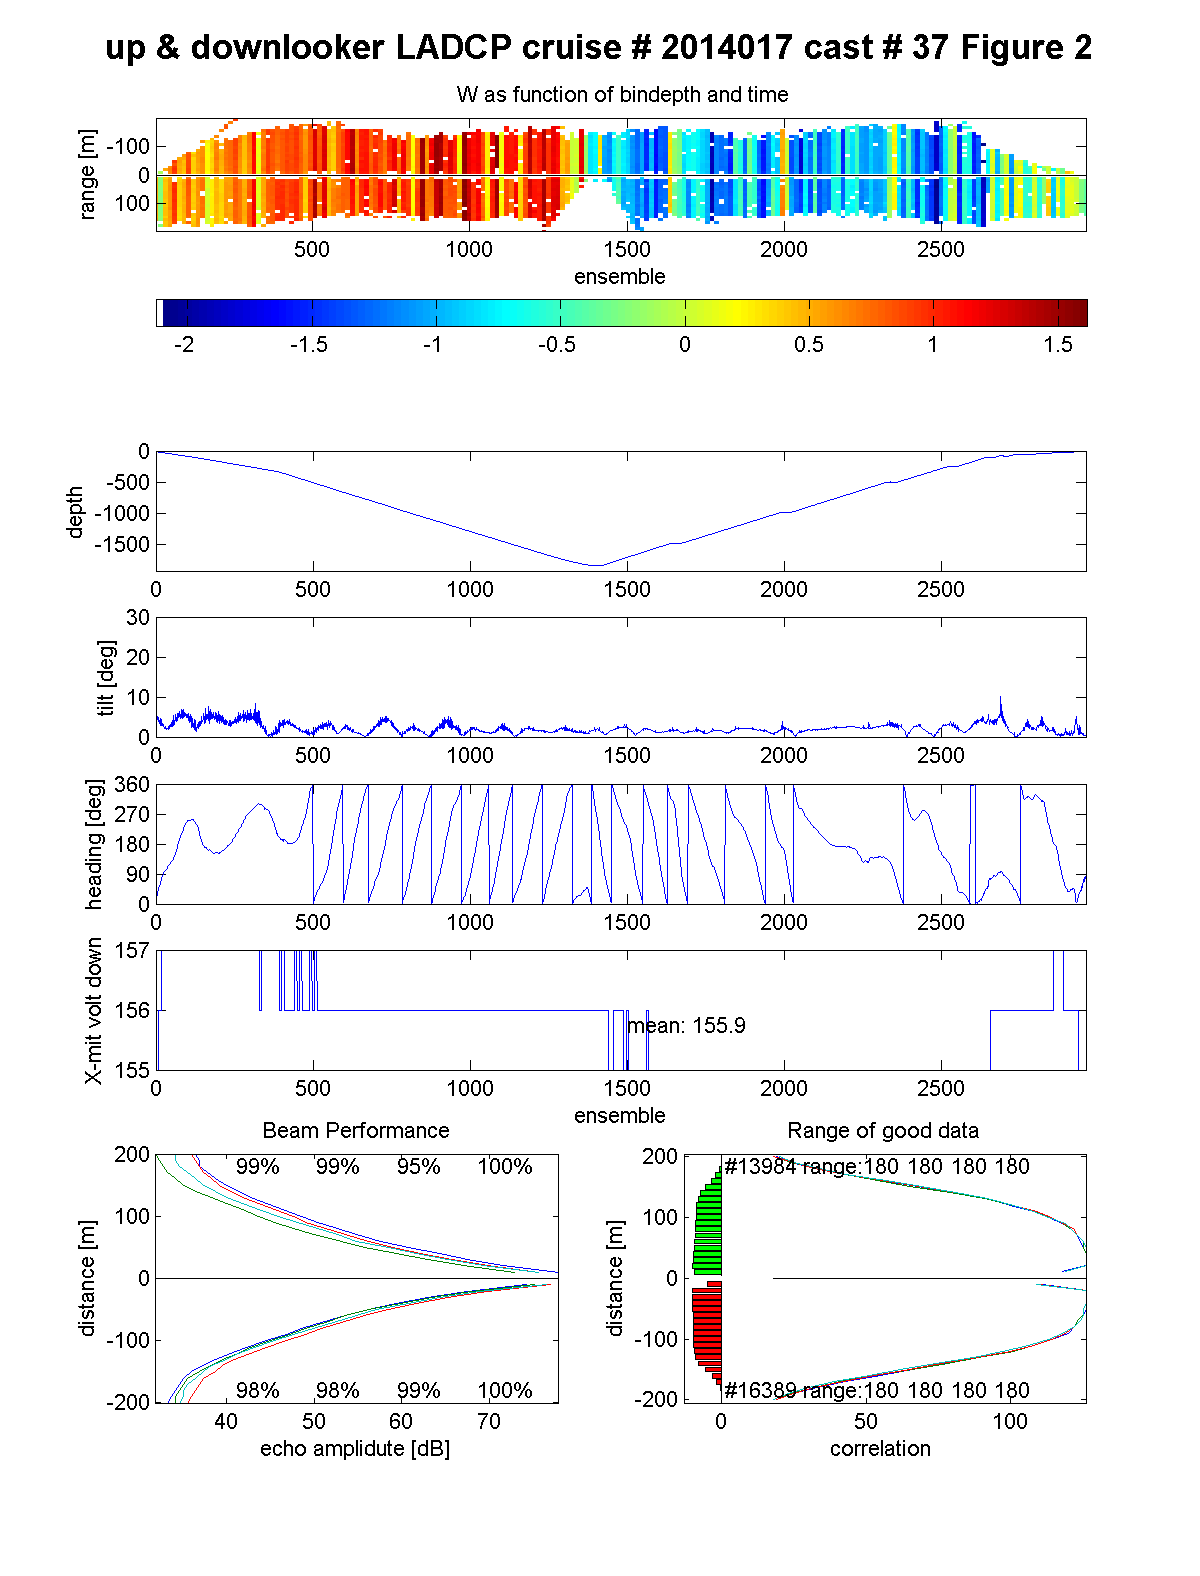 up & downlooker LADCP cruise # 2014017 cast # 37 Figure 2
W as function of bindepth and time
range [m]
-100
0
100
500 1000 1500 2000 2500
ensemble
-2 -1.5 -1 -0.5 0 0.5 1 1.5
depth
0
-500
-1000
-1500
0 500 1000 1500 2000 2500
tilt [deg]
30
20
10
0
0 500 1000 1500 2000 2500
heading [deg]
360
270
180
90
0
0 500 1000 1500 2000 2500
X-mit volt down
157
156
155
mean: 155.9
0 500 1000 1500 2000 2500
ensemble
Beam Performance
distance [m]
200
100
0
-100
-200
99% 99% 95% 100%
98% 98% 99% 100%
40 50 60 70
echo amplidute [dB]
Range of good data
distance [m]
200
100
0
-100
-200
#13984 range:180 180 180 180
#16389 range:180 180 180 180
0 50 100
correlation